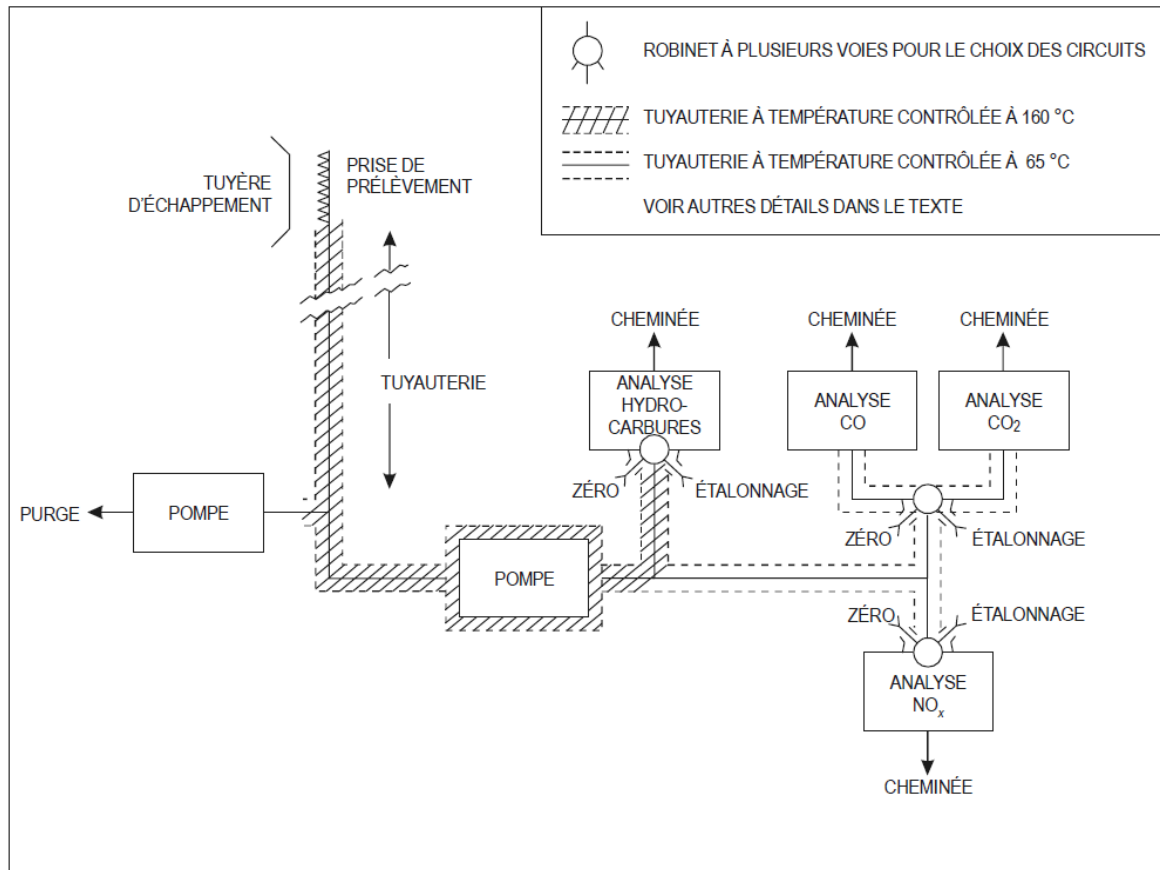 ROBINET À PLUSIEURS VOIES POUR LE CHOIX DES CIRCUITS
TUYAUTERIE À TEMPÉRATURE CONTRÔLÉE À 160 °C
TUYAUTERIE À TEMPÉRATURE CONTRÔLÉE À 65 °C
VOIR AUTRES DÉTAILS DANS LE TEXTE
TUYÈRE
D'ÉCHAPPEMENT
PRISE DE
PRÉLÈVEMENT
TUYAUTERIE
CHEMINÉE
CHEMINÉE
CHEMINÉE
ANALYSE
HYDRO-
CARBURES
ANALYSE
CO
ANALYSE
CO2
ZÉRO
ÉTALONNAGE
ZÉRO
ÉTALONNAGE
PURGE
POMPE
POMPE
ZÉRO
ÉTALONNAGE
ANALYSE
NOx
CHEMINÉE